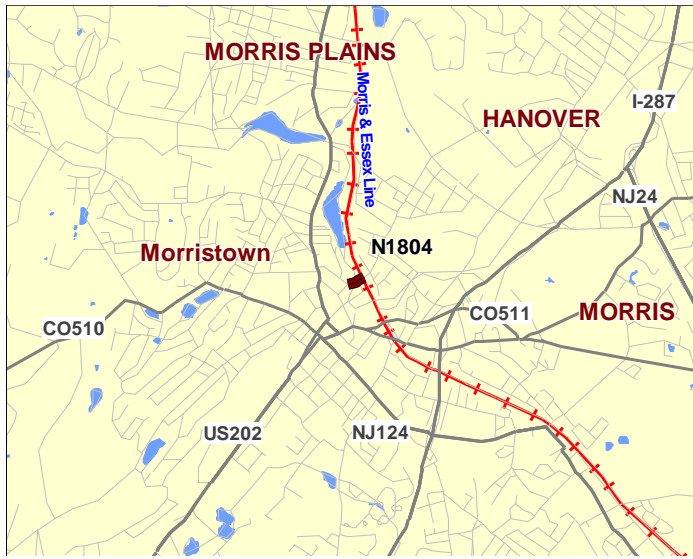 MORRIS PLAINS
Morris & Essex Line
I-287
HANOVER
NJ24
Morristown
N1804
CO510
CO511
MORRIS
US202
NJ124